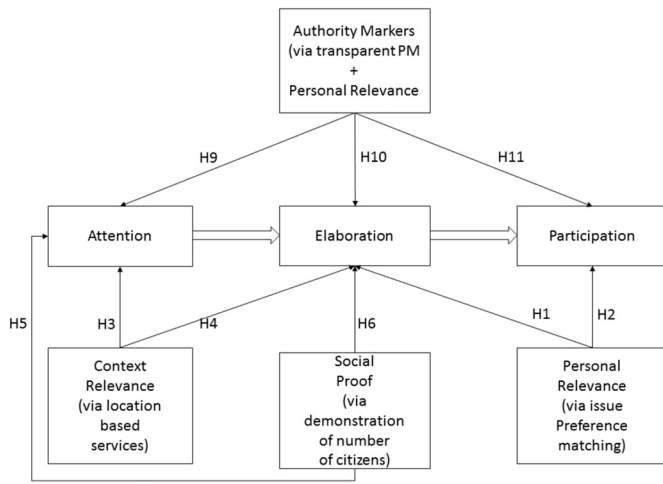 Authority Markers
(via transparent PM
+
Personal Relevance
H9
H10
H11
Attention
Elaboration
Participation
H5
H3
H4
H6
H1
H2
Context
Relevance
(via location
based
services)
Social
Proof
(via
demonstration
of number
of citizens)
Personal
Relevance
(via issue
Preference
matching)